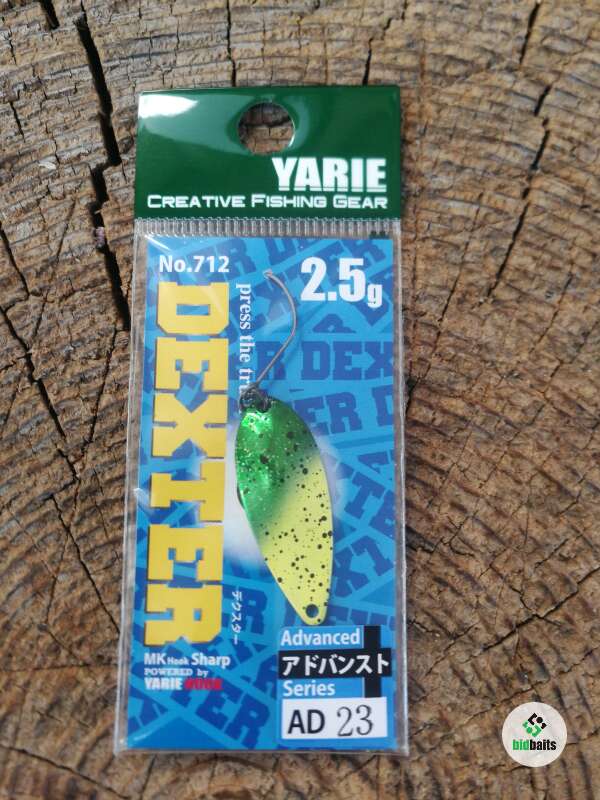 YARIE
CREATIVE FISHING GEAR
No.712
2.5g
DEXTER
press the tru
デクスター
MK Hook Sharp
POWERED by
YARIE HOOK
Advanced
アドバンスト
Series
AD 23
bidbaits